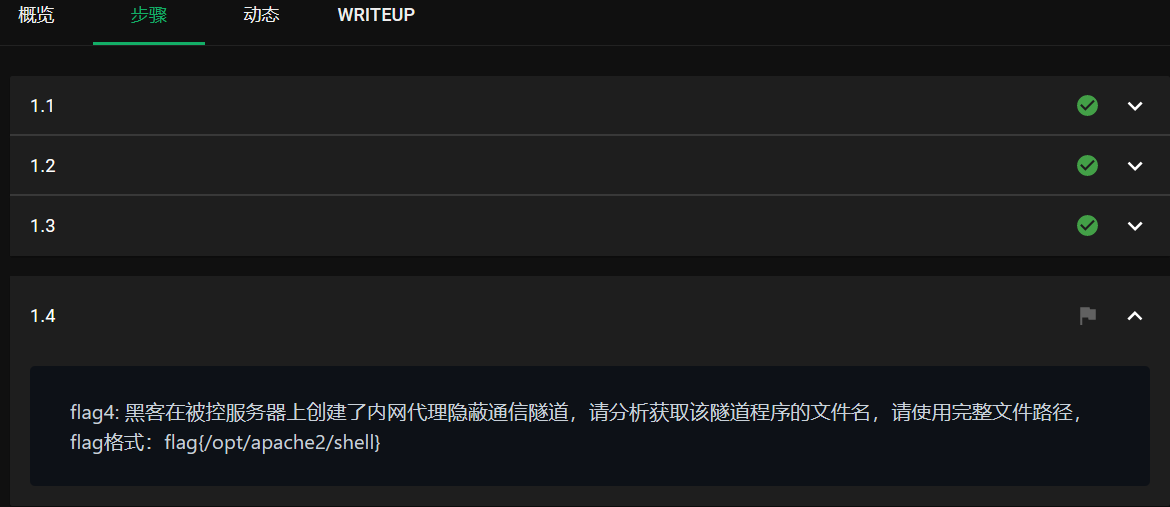 概览 步骤 动态 WRITEUP
1.1
1.2
1.3
1.4
flag4: 黑客在被控服务器上创建了内网代理隐蔽通信隧道，请分析获取该隧道程序的文件名，请使用完整文件路径，
flag格式：flag{/opt/apache2/shell}